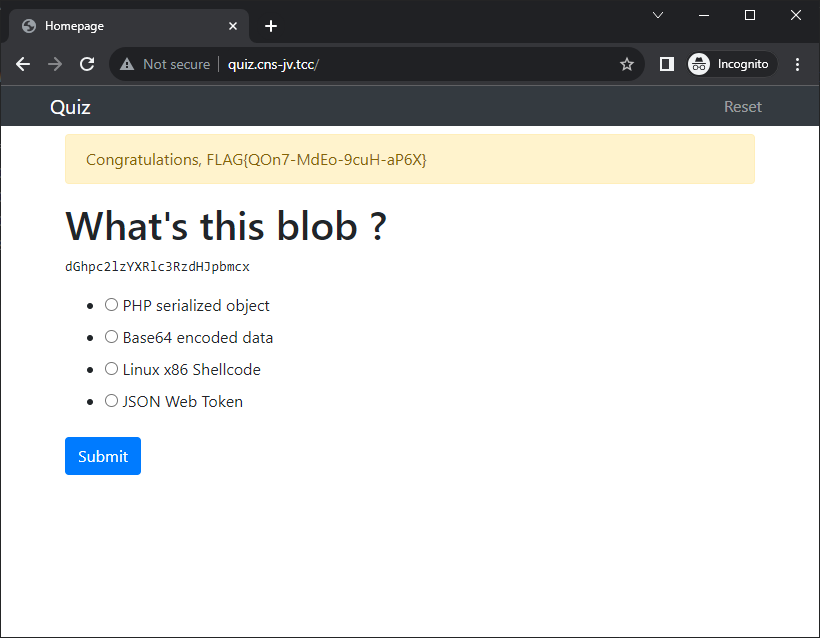 Homepage
Not secure quiz.cns-jv.tcc/
Incognito
Quiz
Reset
Congratulations, FLAG{QOn7-MdEo-9cuH-aP6X}
What's this blob ?
dGhpc2lzYXRlc3RzdHJpbmcx
PHP serialized object
Base64 encoded data
Linux x86 Shellcode
JSON Web Token
Submit